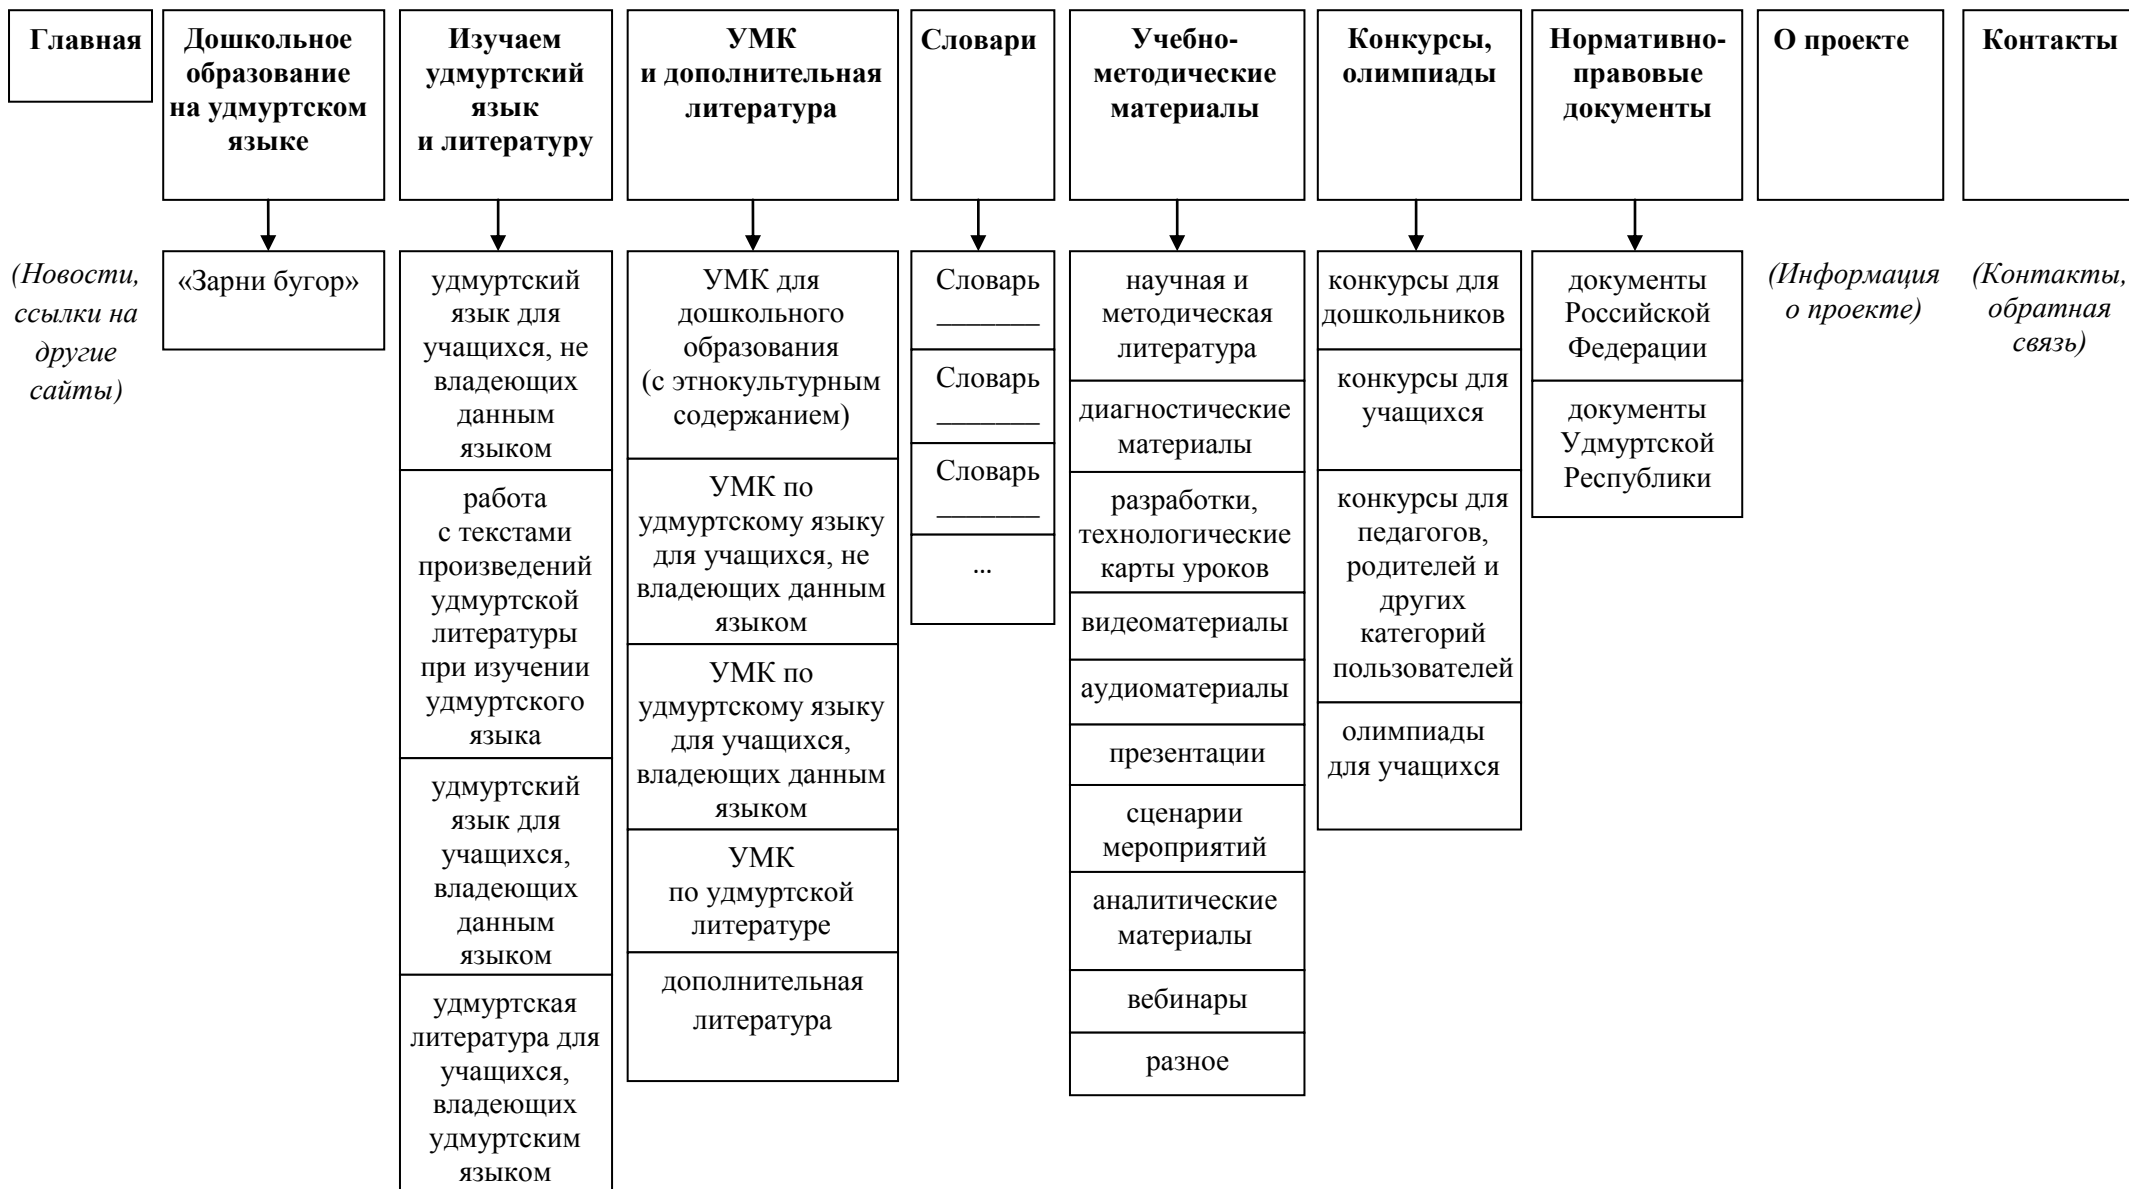 Главная
Дошкольное
образование
на удмуртском
языке
Изучаем
удмуртский
язык
и литературу
УМК
и дополнительная
литература
Словари
Учебно-
методические
материалы
Конкурсы,
олимпиады
Нормативно-
правовые
документы
О проекте
Контакты
(Новости,
ссылки на
другие
сайты)
«Зарни бугор»
удмуртский
язык для
учащихся, не
владеющих
данным
языком
работа
с текстами
произведений
удмуртской
литературы
при изучении
удмуртского
языка
удмуртский
язык для
учащихся,
владеющих
данным
языком
удмуртская
литература для
учащихся,
владеющих
удмуртским
языком
УМК для
дошкольного
образования
(с этнокультурным
содержанием)
УМК по
удмуртскому языку
для учащихся, не
владеющих данным
языком
УМК по
удмуртскому языку
для учащихся,
владеющих данным
языком
УМК
по удмуртской
литературе
дополнительная
литература
Словарь
_______
Словарь
_______
Словарь
_______
...
научная и
методическая
литература
диагностические
материалы
разработки,
технологические
карты уроков
видеоматериалы
аудиоматериалы
презентации
сценарии
мероприятий
аналитические
материалы
вебинары
разное
конкурсы для
дошкольников
конкурсы для
учащихся
конкурсы для
педагогов,
родителей и
других
категорий
пользователей
олимпиады
для учащихся
документы
Российской
Федерации
документы
Удмуртской
Республики
(Информация
о проекте)
(Контакты,
обратная
связь)